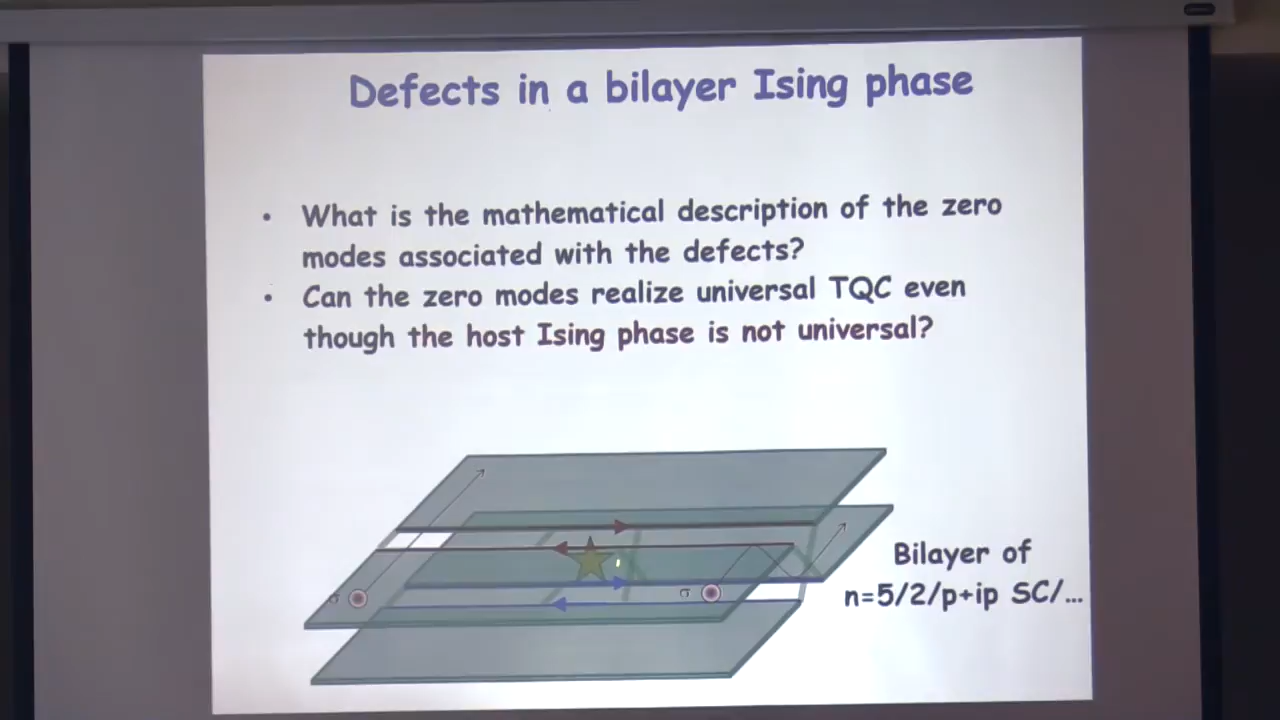 Defects in a bilayer Ising phase
• What is the mathematical description of the zero
modes associated with the defects?
• Can the zero modes realize universal TQC even
though the host Ising phase is not universal?
σ
σ
Bilayer of
n=5/2/p+ip SC/...